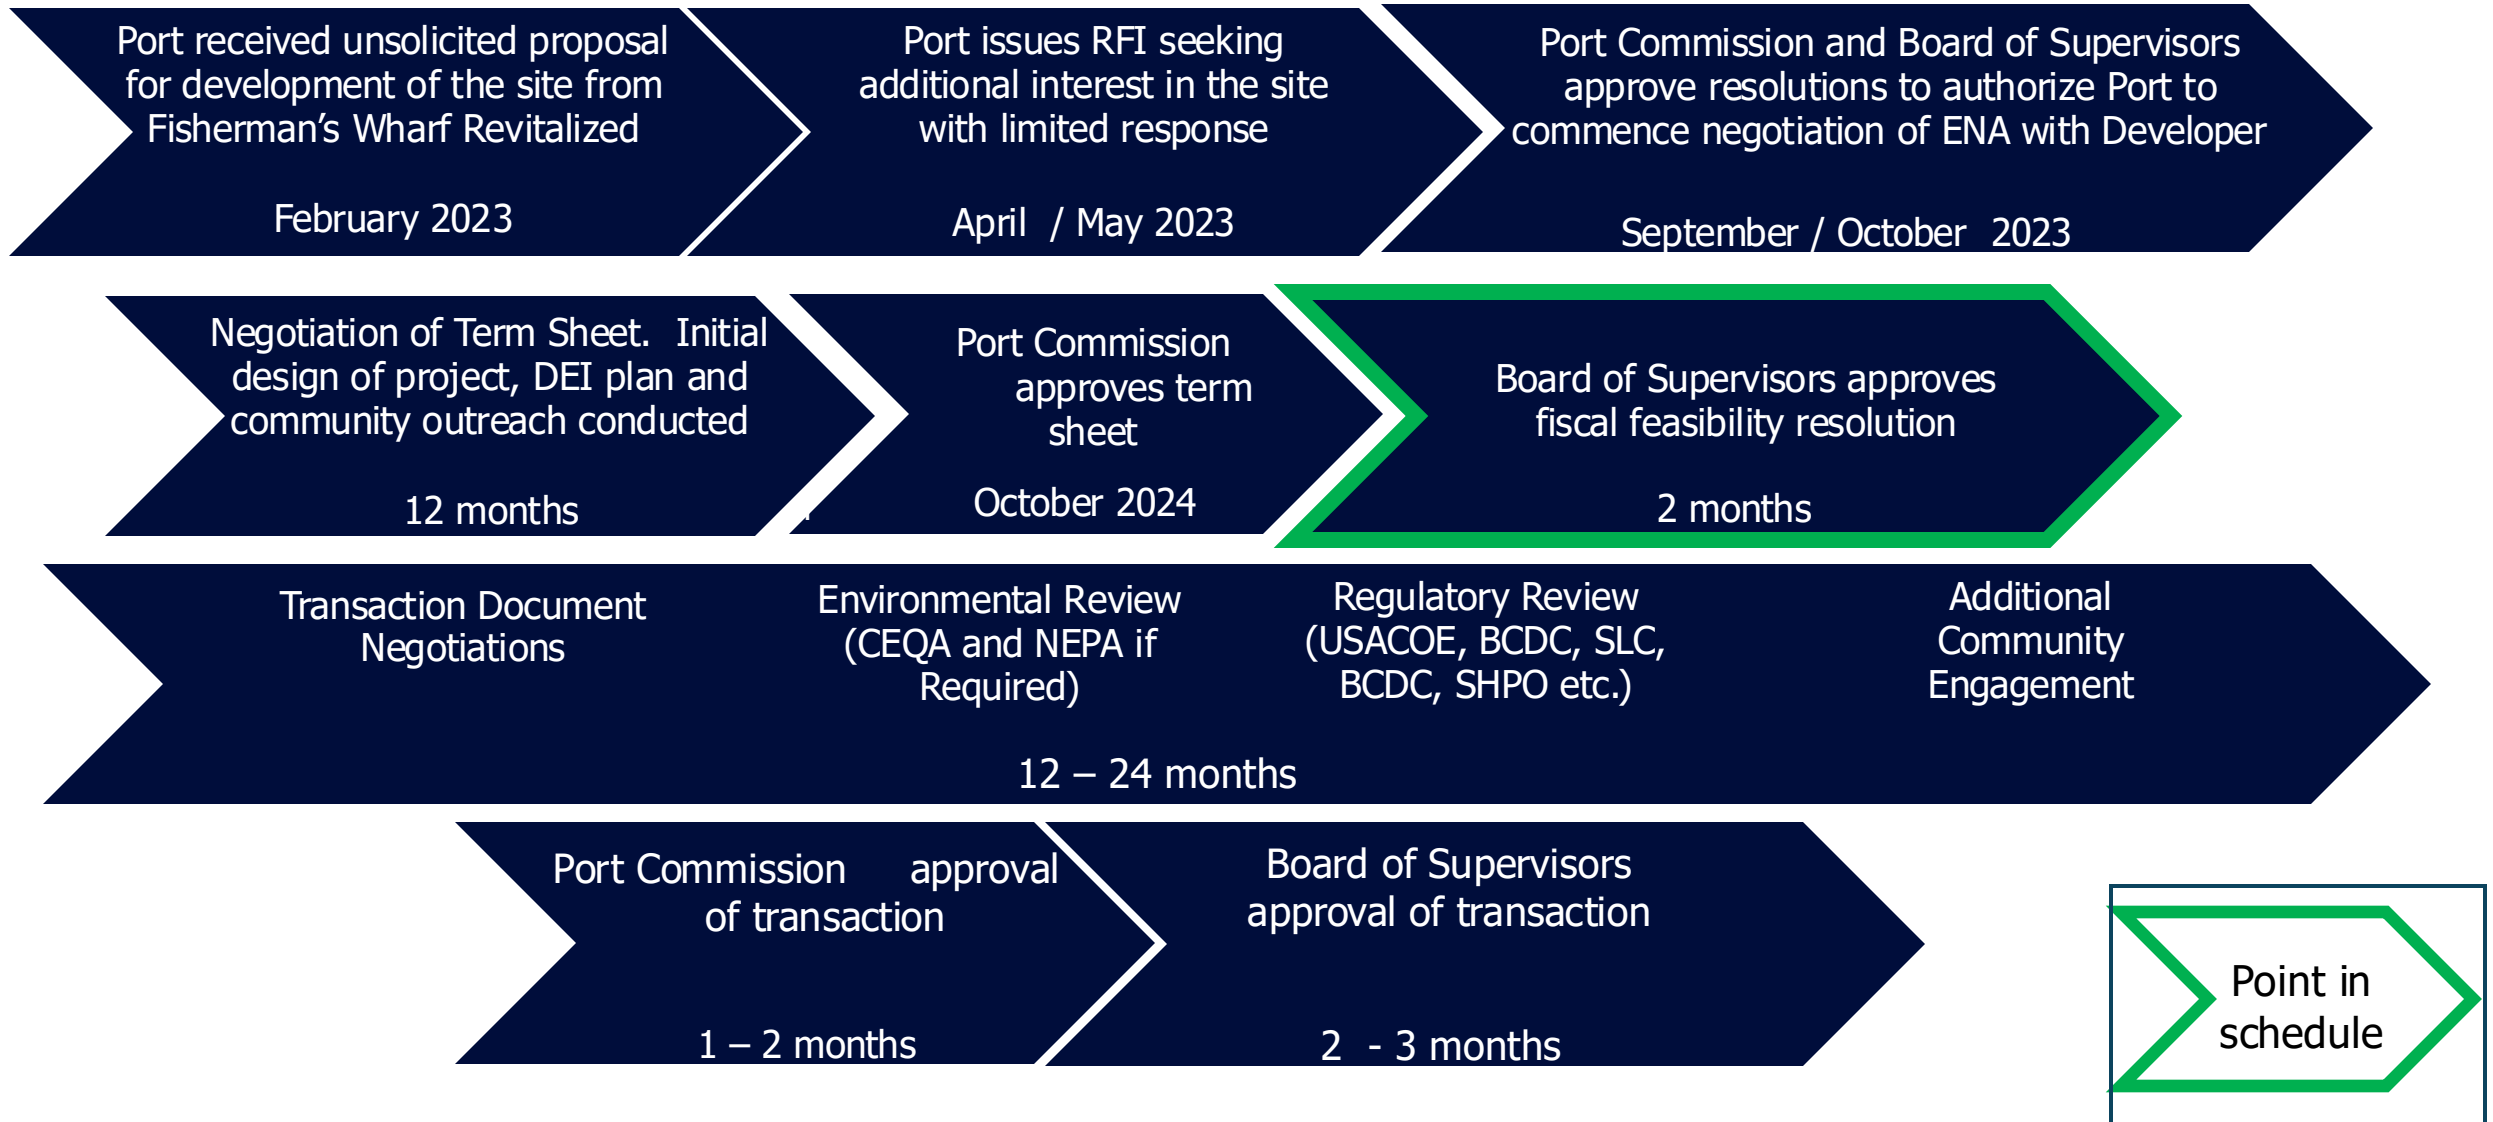 Port received unsolicited proposal
for development of the site from
Fisherman’s Wharf Revitalized
February 2023
Port issues RFI seeking
additional interest in the site
with limited response
April / May 2023
Port Commission and Board of Supervisors
approve resolutions to authorize Port to
commence negotiation of ENA with Developer
September / October 2023
Negotiation of Term Sheet. Initial
design of project, DEI plan and
community outreach conducted
12 months
Port Commission
approves term
sheet
October 2024
Board of Supervisors approves
fiscal feasibility resolution
2 months
Transaction Document
Negotiations
Environmental Review
(CEQA and NEPA if
Required)
Regulatory Review
(USACOE, BCDC, SLC,
BCDC, SHPO etc.)
Additional
Community
Engagement
12 – 24 months
Port Commission approval
of transaction
1 – 2 months
Board of Supervisors
approval of transaction
2 - 3 months
Point in
schedule